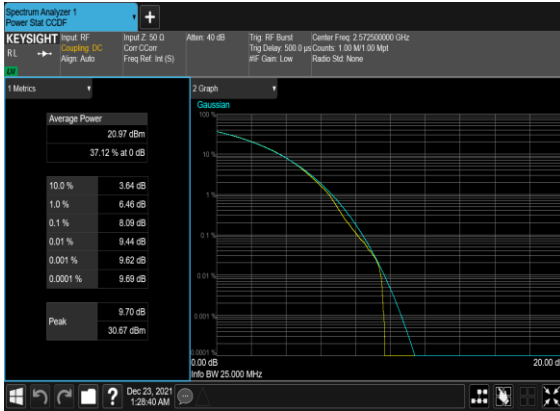 Spectrum Analyzer 1
Power Stat CCDF
KEYSIGHT
RL
Input: RF
Coupling: DC
Align: Auto
Input Z: 50 Ω
Corr CCorr
Freq Ref: Int (S)
Atten: 40 dB
Trig: RF Burst
Trig Delay: 500.0 µs
#IF Gain: Low
Center Freq: 2.572500000 GHz
Counts: 1.00 M/1.00 Mpt
Radio Std: None
1 Metrics
Average Power
20.97 dBm
37.12 % at 0 dB
10.0 % 3.64 dB
1.0 % 6.46 dB
0.1 % 8.09 dB
0.01 % 9.44 dB
0.001 % 9.62 dB
0.0001 % 9.69 dB
Peak
9.70 dB
30.67 dBm
2 Graph
Gaussian
100 %
10 %
1 %
0.1 %
0.01 %
0.001 %
0.0001 %
0.00 dB
20.00 d
Info BW 25.000 MHz
Dec 23, 2021
1:28:40 AM